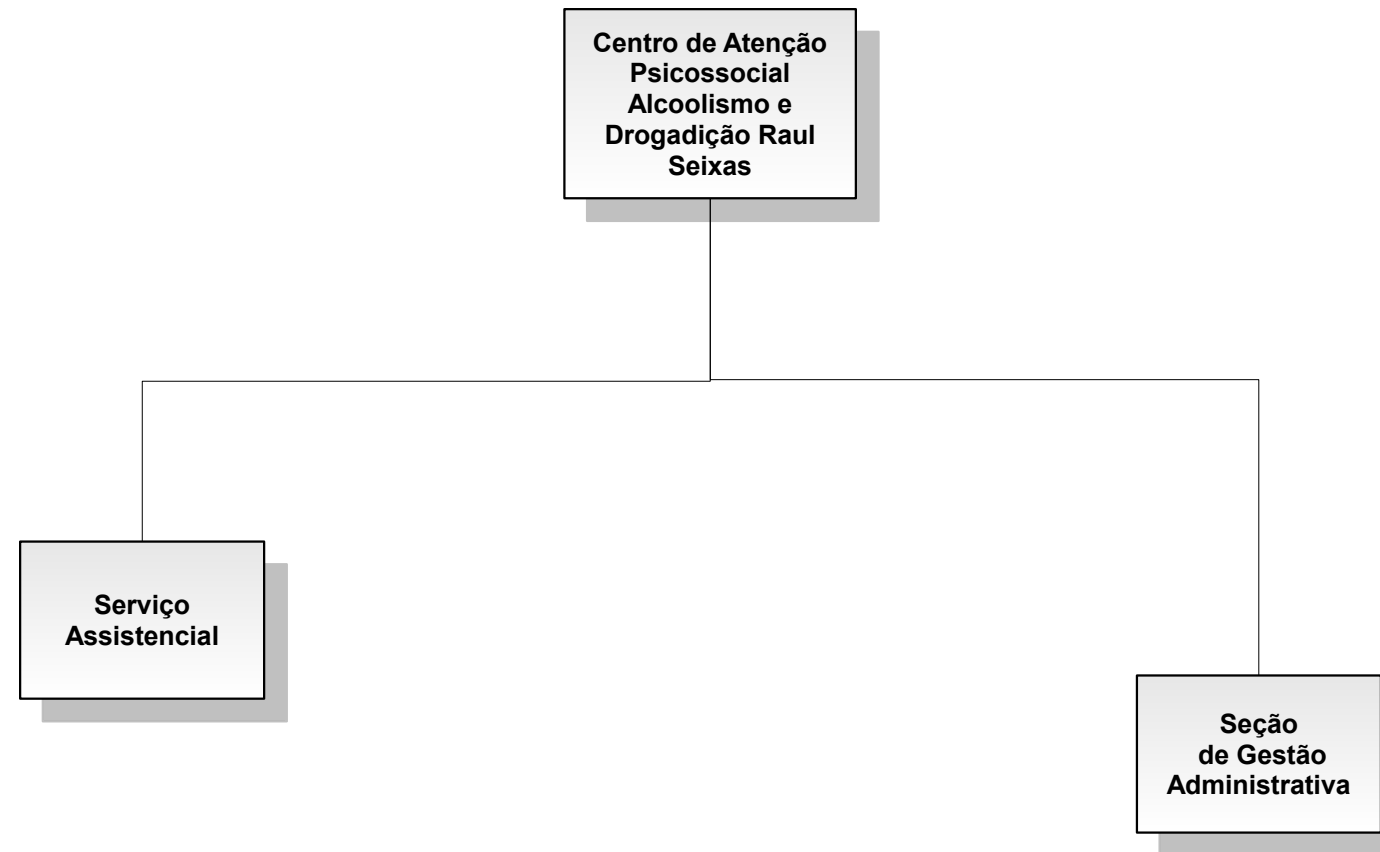 Centro de Atenção
Psicossocial
Alcoolismo e
Drogadição Raul
Seixas
Serviço
Assistencial
Seção
de Gestão
Administrativa